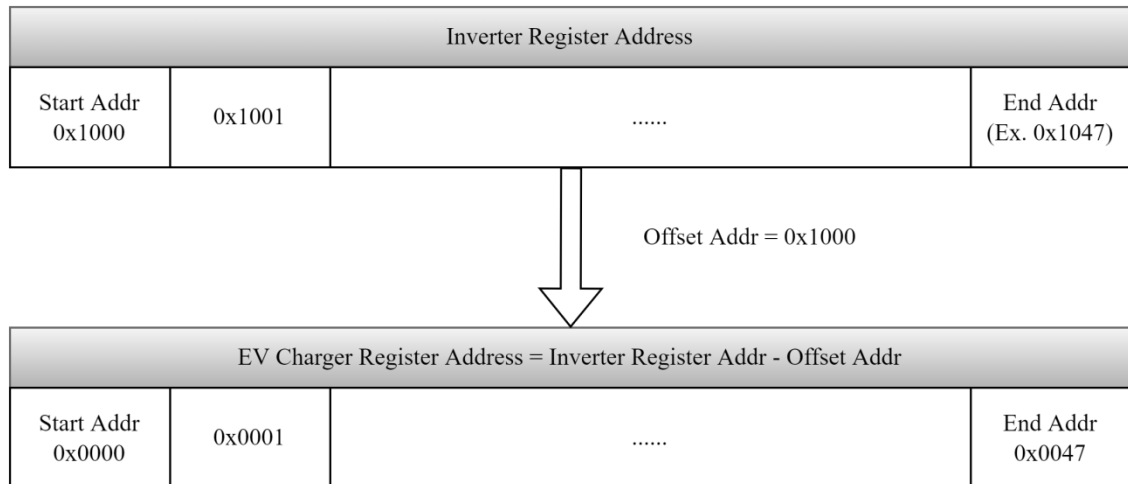 Inverter Register Address
Start Addr
0x1000
0x1001
......
End Addr
(Ex. 0x1047)
Offset Addr = 0x1000
EV Charger Register Address = Inverter Register Addr - Offset Addr
Start Addr
0x0000
0x0001
......
End Addr
0x0047